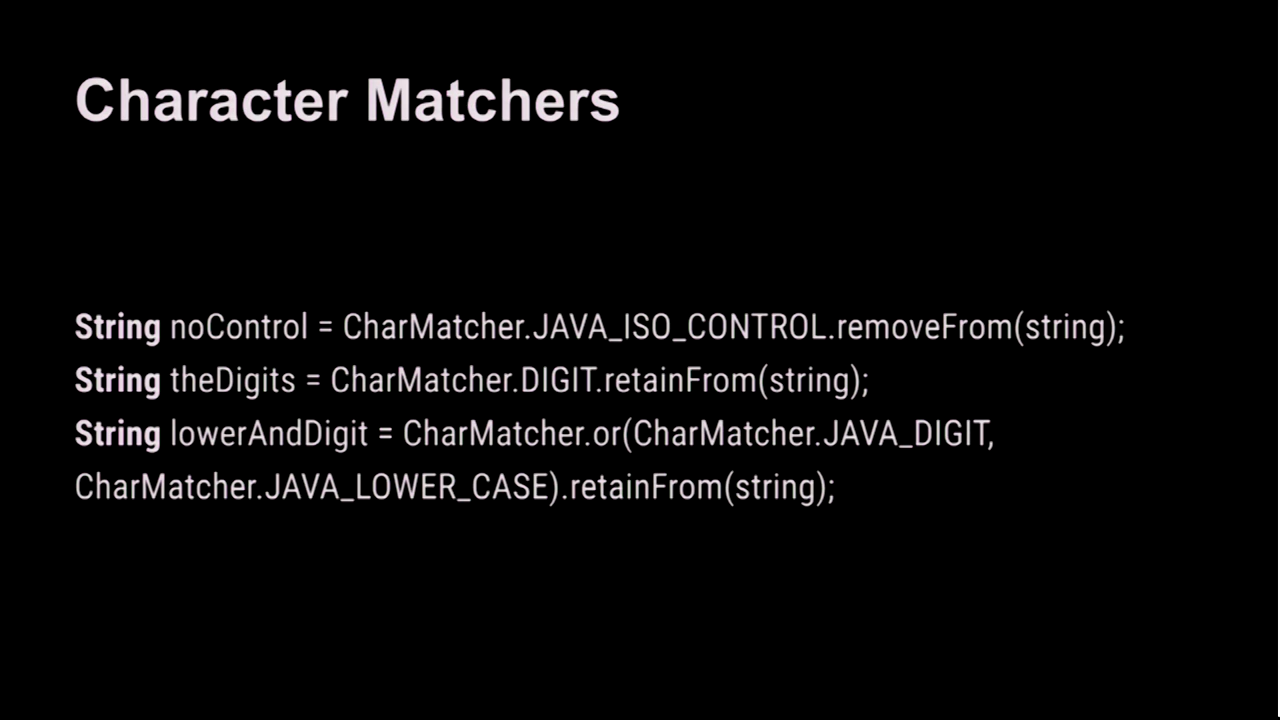 Character Matchers
String noControl = CharMatcher.JAVA_ISO_CONTROL.removeFrom(string);
String theDigits = CharMatcher.DIGIT.retainFrom(string);
String lowerAndDigit = CharMatcher.or(CharMatcher.JAVA_DIGIT,
CharMatcher.JAVA_LOWER_CASE).retainFrom(string);